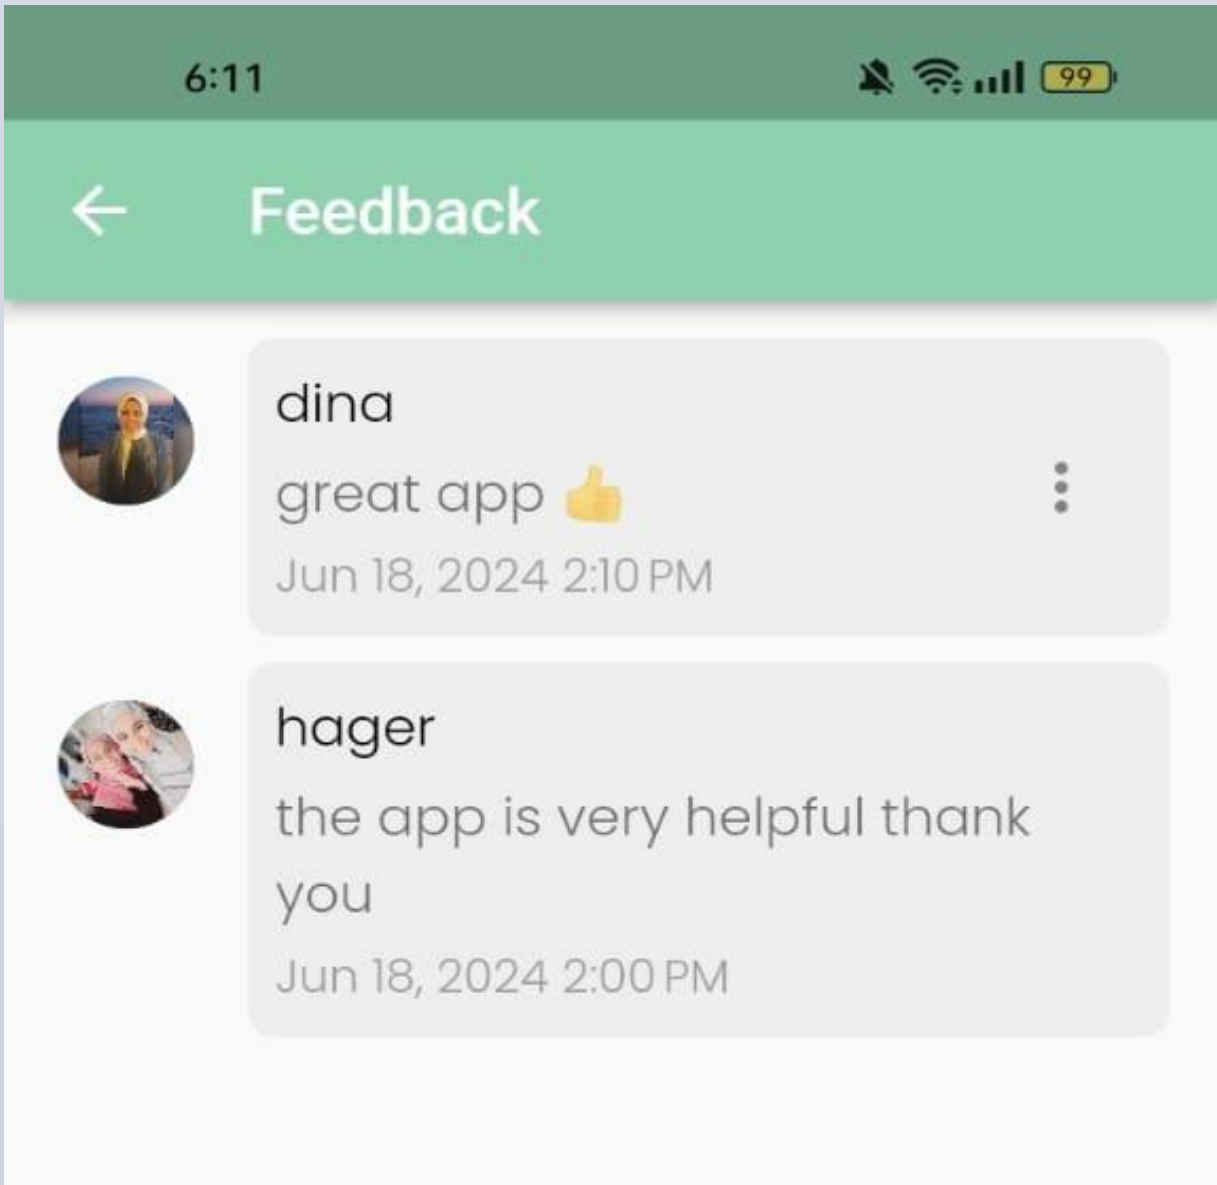 6:11
99
Feedback
dina
great app 👍
Jun 18, 2024 2:10 PM
hager
the app is very helpful thank
you
Jun 18, 2024 2:00 PM